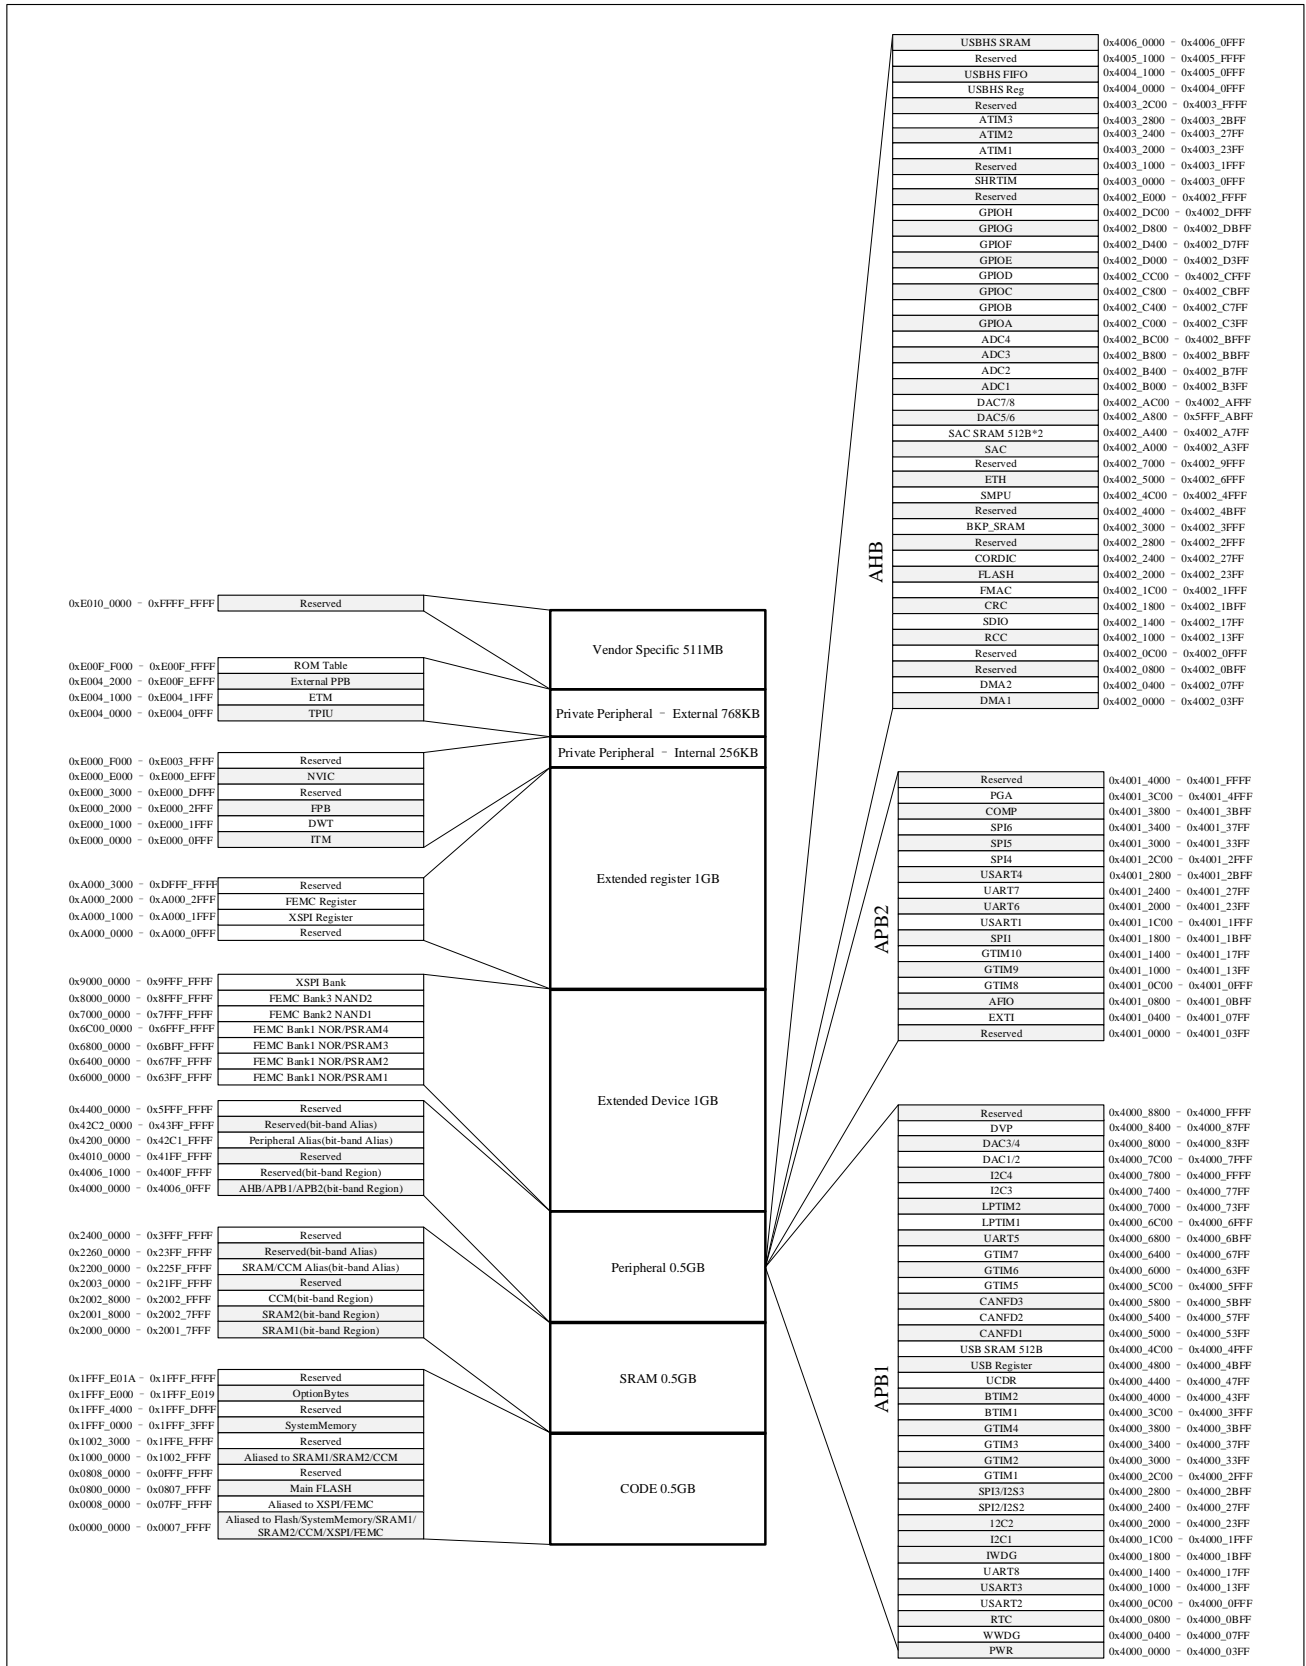 USBHS SRAM 0x4006_0000 - 0x4006_0FFF
Reserved 0x4005_1000 - 0x4005_FFFF
USBHS FIFO 0x4004_1000 - 0x4005_0FFF
USBHS Reg 0x4004_0000 - 0x4004_0FFF
Reserved 0x4003_2C00 - 0x4003_FFFF
ATIM3 0x4003_2800 - 0x4003_2BFF
ATIM2 0x4003_2400 - 0x4003_27FF
ATIM1 0x4003_2000 - 0x4003_23FF
Reserved 0x4003_1000 - 0x4003_1FFF
SHRTIM 0x4003_0000 - 0x4003_0FFF
Reserved 0x4002_E000 - 0x4002_FFFF
GPIOH 0x4002_DC00 - 0x4002_DFFF
GPIOG 0x4002_D800 - 0x4002_DBFF
GPIOF 0x4002_D400 - 0x4002_D7FF
GPIOE 0x4002_D000 - 0x4002_D3FF
GPIOD 0x4002_CC00 - 0x4002_CFFF
GPIOC 0x4002_C800 - 0x4002_CBFF
GPIOB 0x4002_C400 - 0x4002_C7FF
GPIOA 0x4002_C000 - 0x4002_C3FF
ADC4 0x4002_BC00 - 0x4002_BFFF
ADC3 0x4002_B800 - 0x4002_BBFF
ADC2 0x4002_B400 - 0x4002_B7FF
ADC1 0x4002_B000 - 0x4002_B3FF
DAC7/8 0x4002_AC00 - 0x4002_AFFF
DAC5/6 0x4002_A800 - 0x5FFF_ABFF
SAC SRAM 512B*2 0x4002_A400 - 0x4002_A7FF
SAC 0x4002_A000 - 0x4002_A3FF
Reserved 0x4002_7000 - 0x4002_9FFF
ETH 0x4002_5000 - 0x4002_6FFF
SMPU 0x4002_4C00 - 0x4002_4FFF
Reserved 0x4002_4000 - 0x4002_4BFF
BKP_SRAM 0x4002_3000 - 0x4002_3FFF
Reserved 0x4002_2800 - 0x4002_2FFF
CORDIC 0x4002_2400 - 0x4002_27FF
FLASH 0x4002_2000 - 0x4002_23FF
FMAC 0x4002_1C00 - 0x4002_1FFF
CRC 0x4002_1800 - 0x4002_1BFF
SDIO 0x4002_1400 - 0x4002_17FF
RCC 0x4002_1000 - 0x4002_13FF
Reserved 0x4002_0C00 - 0x4002_0FFF
Reserved 0x4002_0800 - 0x4002_0BFF
DMA2 0x4002_0400 - 0x4002_07FF
DMA1 0x4002_0000 - 0x4002_03FF
AHB
0xE010_0000 - 0xFFFF_FFFF Reserved
0xE00F_F000 - 0xE00F_FFFF ROM Table
0xE004_2000 - 0xE00F_EFFF External PPB
0xE004_1000 - 0xE004_1FFF ETM
0xE004_0000 - 0xE004_0FFF TPIU
0xE000_F000 - 0xE003_FFFF Reserved
0xE000_E000 - 0xE000_EFFF NVIC
0xE000_3000 - 0xE000_DFFF Reserved
0xE000_2000 - 0xE000_2FFF FPB
0xE000_1000 - 0xE000_1FFF DWT
0xE000_0000 - 0xE000_0FFF ITM
0xA000_3000 - 0xDFFF_FFFF Reserved
0xA000_2000 - 0xA000_2FFF FEMC Register
0xA000_1000 - 0xA000_1FFF XSPI Register
0xA000_0000 - 0xA000_0FFF Reserved
0x9000_0000 - 0x9FFF_FFFF XSPI Bank
0x8000_0000 - 0x8FFF_FFFF FEMC Bank3 NAND2
0x7000_0000 - 0x7FFF_FFFF FEMC Bank2 NAND1
0x6C00_0000 - 0x6FFF_FFFF FEMC Bank1 NOR/PSRAM4
0x6800_0000 - 0x6BFF_FFFF FEMC Bank1 NOR/PSRAM3
0x6400_0000 - 0x67FF_FFFF FEMC Bank1 NOR/PSRAM2
0x6000_0000 - 0x63FF_FFFF FEMC Bank1 NOR/PSRAM1
0x4400_0000 - 0x5FFF_FFFF Reserved
0x42C2_0000 - 0x43FF_FFFF Reserved(bit-band Alias)
0x4200_0000 - 0x42C1_FFFF Peripheral Alias(bit-band Alias)
0x4010_0000 - 0x41FF_FFFF Reserved
0x4006_1000 - 0x400F_FFFF Reserved(bit-band Region)
0x4000_0000 - 0x4006_0FFF AHB/APB1/APB2(bit-band Region)
0x2400_0000 - 0x3FFF_FFFF Reserved
0x2260_0000 - 0x23FF_FFFF Reserved(bit-band Alias)
0x2200_0000 - 0x225F_FFFF SRAM/CCM Alias(bit-band Alias)
0x2003_0000 - 0x21FF_FFFF Reserved
0x2002_8000 - 0x2002_FFFF CCM(bit-band Region)
0x2001_8000 - 0x2002_7FFF SRAM2(bit-band Region)
0x2000_0000 - 0x2001_7FFF SRAM1(bit-band Region)
0x1FFF_E01A - 0x1FFF_FFFF Reserved
0x1FFF_E000 - 0x1FFF_E019 OptionBytes
0x1FFF_4000 - 0x1FFF_DFFF Reserved
0x1FFF_0000 - 0x1FFF_3FFF SystemMemory
0x1002_3000 - 0x1FFE_FFFF Reserved
0x1000_0000 - 0x1002_FFFF Aliased to SRAM1/SRAM2/CCM
0x0808_0000 - 0x0FFF_FFFF Reserved
0x0800_0000 - 0x0807_FFFF Main FLASH
0x0008_0000 - 0x07FF_FFFF Aliased to XSPI/FEMC
0x0000_0000 - 0x0007_FFFF Aliased to Flash/SystemMemory/SRAM1/
SRAM2/CCM/XSPI/FEMC
Vendor Specific 511MB
Private Peripheral - External 768KB
Private Peripheral - Internal 256KB
Extended register 1GB
Extended Device 1GB
Peripheral 0.5GB
SRAM 0.5GB
CODE 0.5GB
Reserved 0x4001_4000 - 0x4001_FFFF
PGA 0x4001_3C00 - 0x4001_4FFF
COMP 0x4001_3800 - 0x4001_3BFF
SPI6 0x4001_3400 - 0x4001_37FF
SPI5 0x4001_3000 - 0x4001_33FF
SPI4 0x4001_2C00 - 0x4001_2FFF
USART4 0x4001_2800 - 0x4001_2BFF
UART7 0x4001_2400 - 0x4001_27FF
UART6 0x4001_2000 - 0x4001_23FF
USART1 0x4001_1C00 - 0x4001_1FFF
SPI1 0x4001_1800 - 0x4001_1BFF
GTIM10 0x4001_1400 - 0x4001_17FF
GTIM9 0x4001_1000 - 0x4001_13FF
GTIM8 0x4001_0C00 - 0x4001_0FFF
AFIO 0x4001_0800 - 0x4001_0BFF
EXTI 0x4001_0400 - 0x4001_07FF
Reserved 0x4001_0000 - 0x4001_03FF
APB2
Reserved 0x4000_8800 - 0x4000_FFFF
DVP 0x4000_8400 - 0x4000_87FF
DAC3/4 0x4000_8000 - 0x4000_83FF
DAC1/2 0x4000_7C00 - 0x4000_7FFF
I2C4 0x4000_7800 - 0x4000_FFFF
I2C3 0x4000_7400 - 0x4000_77FF
LPTIM2 0x4000_7000 - 0x4000_73FF
LPTIM1 0x4000_6C00 - 0x4000_6FFF
UART5 0x4000_6800 - 0x4000_6BFF
GTIM7 0x4000_6400 - 0x4000_67FF
GTIM6 0x4000_6000 - 0x4000_63FF
GTIM5 0x4000_5C00 - 0x4000_5FFF
CANFD3 0x4000_5800 - 0x4000_5BFF
CANFD2 0x4000_5400 - 0x4000_57FF
CANFD1 0x4000_5000 - 0x4000_53FF
USB SRAM 512B 0x4000_4C00 - 0x4000_4FFF
USB Register 0x4000_4800 - 0x4000_4BFF
UCDR 0x4000_4400 - 0x4000_47FF
BTIM2 0x4000_4000 - 0x4000_43FF
BTIM1 0x4000_3C00 - 0x4000_3FFF
GTIM4 0x4000_3800 - 0x4000_3BFF
GTIM3 0x4000_3400 - 0x4000_37FF
GTIM2 0x4000_3000 - 0x4000_33FF
GTIM1 0x4000_2C00 - 0x4000_2FFF
SPI3/I2S3 0x4000_2800 - 0x4000_2BFF
SPI2/I2S2 0x4000_2400 - 0x4000_27FF
12C2 0x4000_2000 - 0x4000_23FF
I2C1 0x4000_1C00 - 0x4000_1FFF
IWDG 0x4000_1800 - 0x4000_1BFF
UART8 0x4000_1400 - 0x4000_17FF
USART3 0x4000_1000 - 0x4000_13FF
USART2 0x4000_0C00 - 0x4000_0FFF
RTC 0x4000_0800 - 0x4000_0BFF
WWDG 0x4000_0400 - 0x4000_07FF
PWR 0x4000_0000 - 0x4000_03FF
APB1